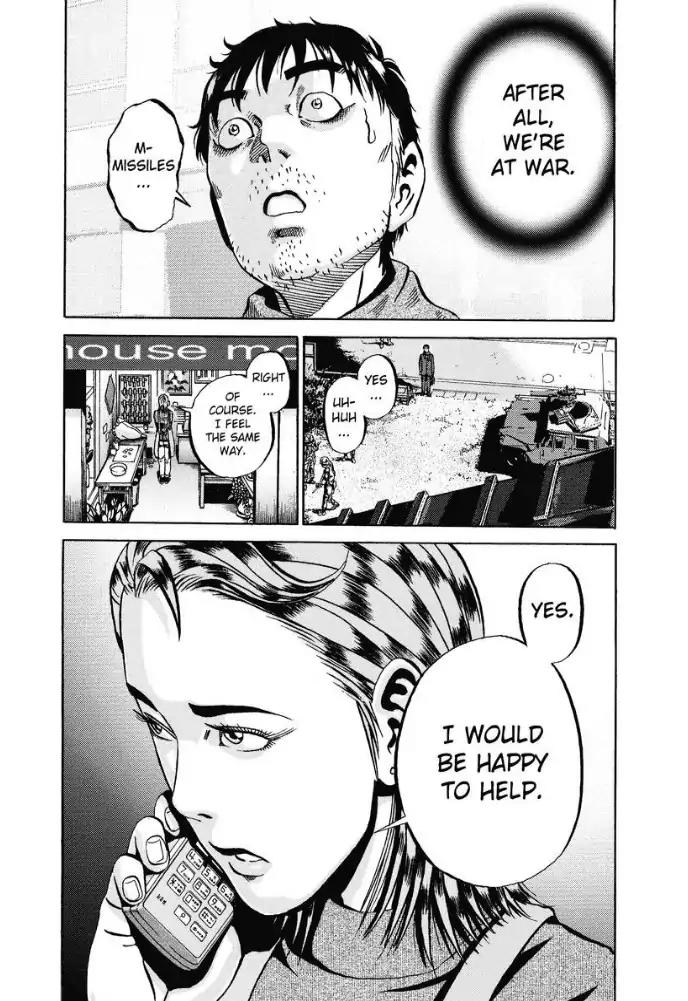 AFTER
ALL,
WE'RE
AT WAR.
M-
MISSILES
...
YES
...
UH-
HUH
...
house mo
RIGHT
...
OF
COURSE.
I FEEL
THE SAME
WAY.
YES.
I WOULD
BE HAPPY
TO HELP.